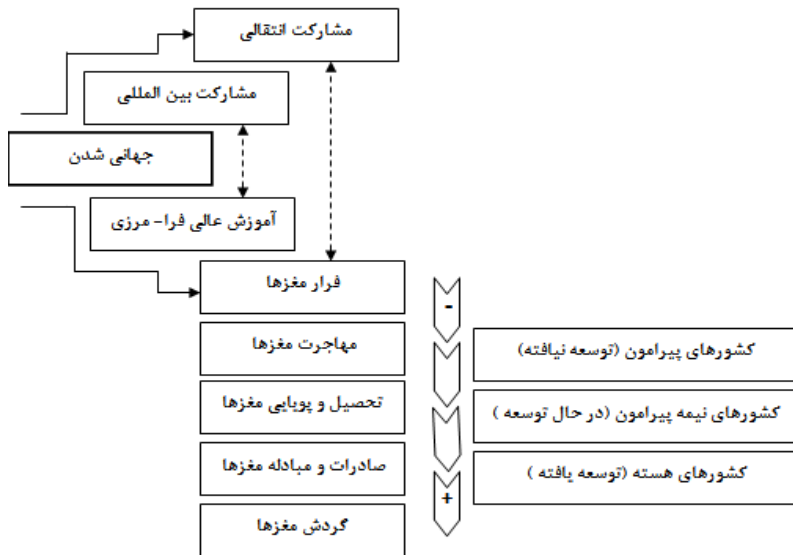 مشارکت انتقالی
مشارکت بین المللی
جهانی شدن
آموزش عالی فرا- مرزی
فرار مغزها
-
مهاجرت مغزها
کشورهای پیرامون (توسعه نیافته)
تحصیل و پویایی مغزها
کشورهای نیمه پیرامون (در حال توسعه )
صادرات و مبادله مغزها
کشورهای هسته (توسعه یافته )
+
گردش مغزها